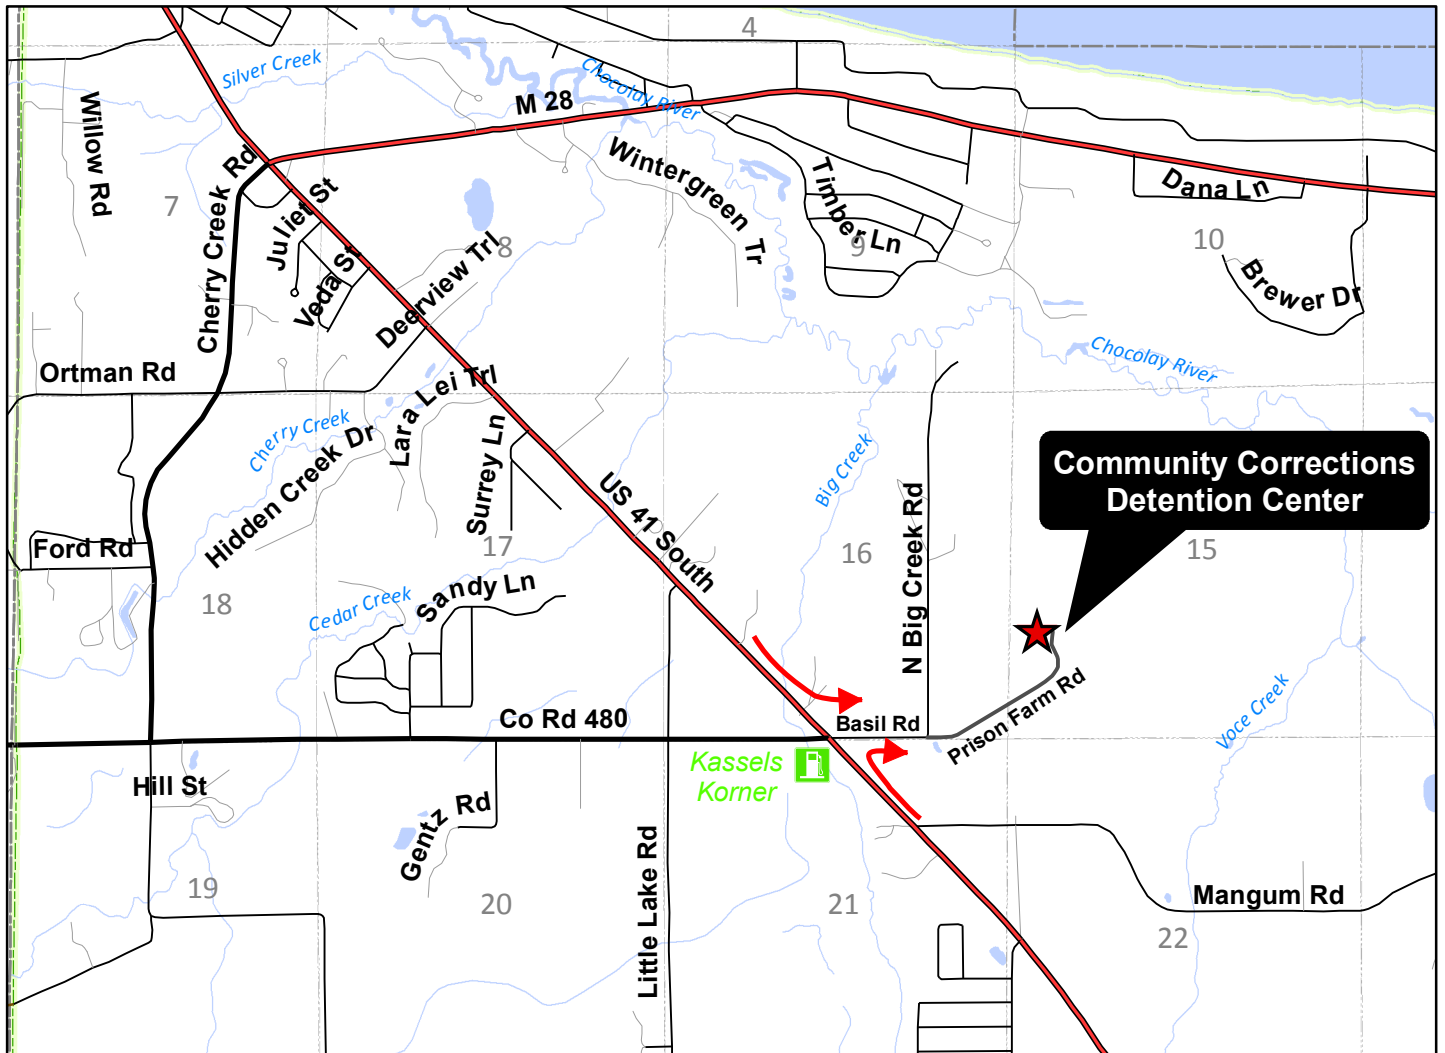 4
Silver Creek
Chocolay River
M 28
Willow Rd
Wintergreen Tr
Timber Ln
Dana Ln
7
Cherry Creek Rd
Juliet St
8
9
10
Veda St
Deerview Trl
Brewer Dr
Ortman Rd
Chocolay River
Lara Lei Trl
Cherry Creek
Hidden Creek Dr
Surrey Ln
Big Creek
Community Corrections
Detention Center
US 41 South
N Big Creek Rd
Ford Rd
17
16
15
18
Cedar Creek
Sandy Ln
Prison Farm Rd
Voce Creek
Co Rd 480
Basil Rd
Kassels
Korner
Hill St
Gentz Rd
Little Lake Rd
19
20
21
Mangum Rd
22